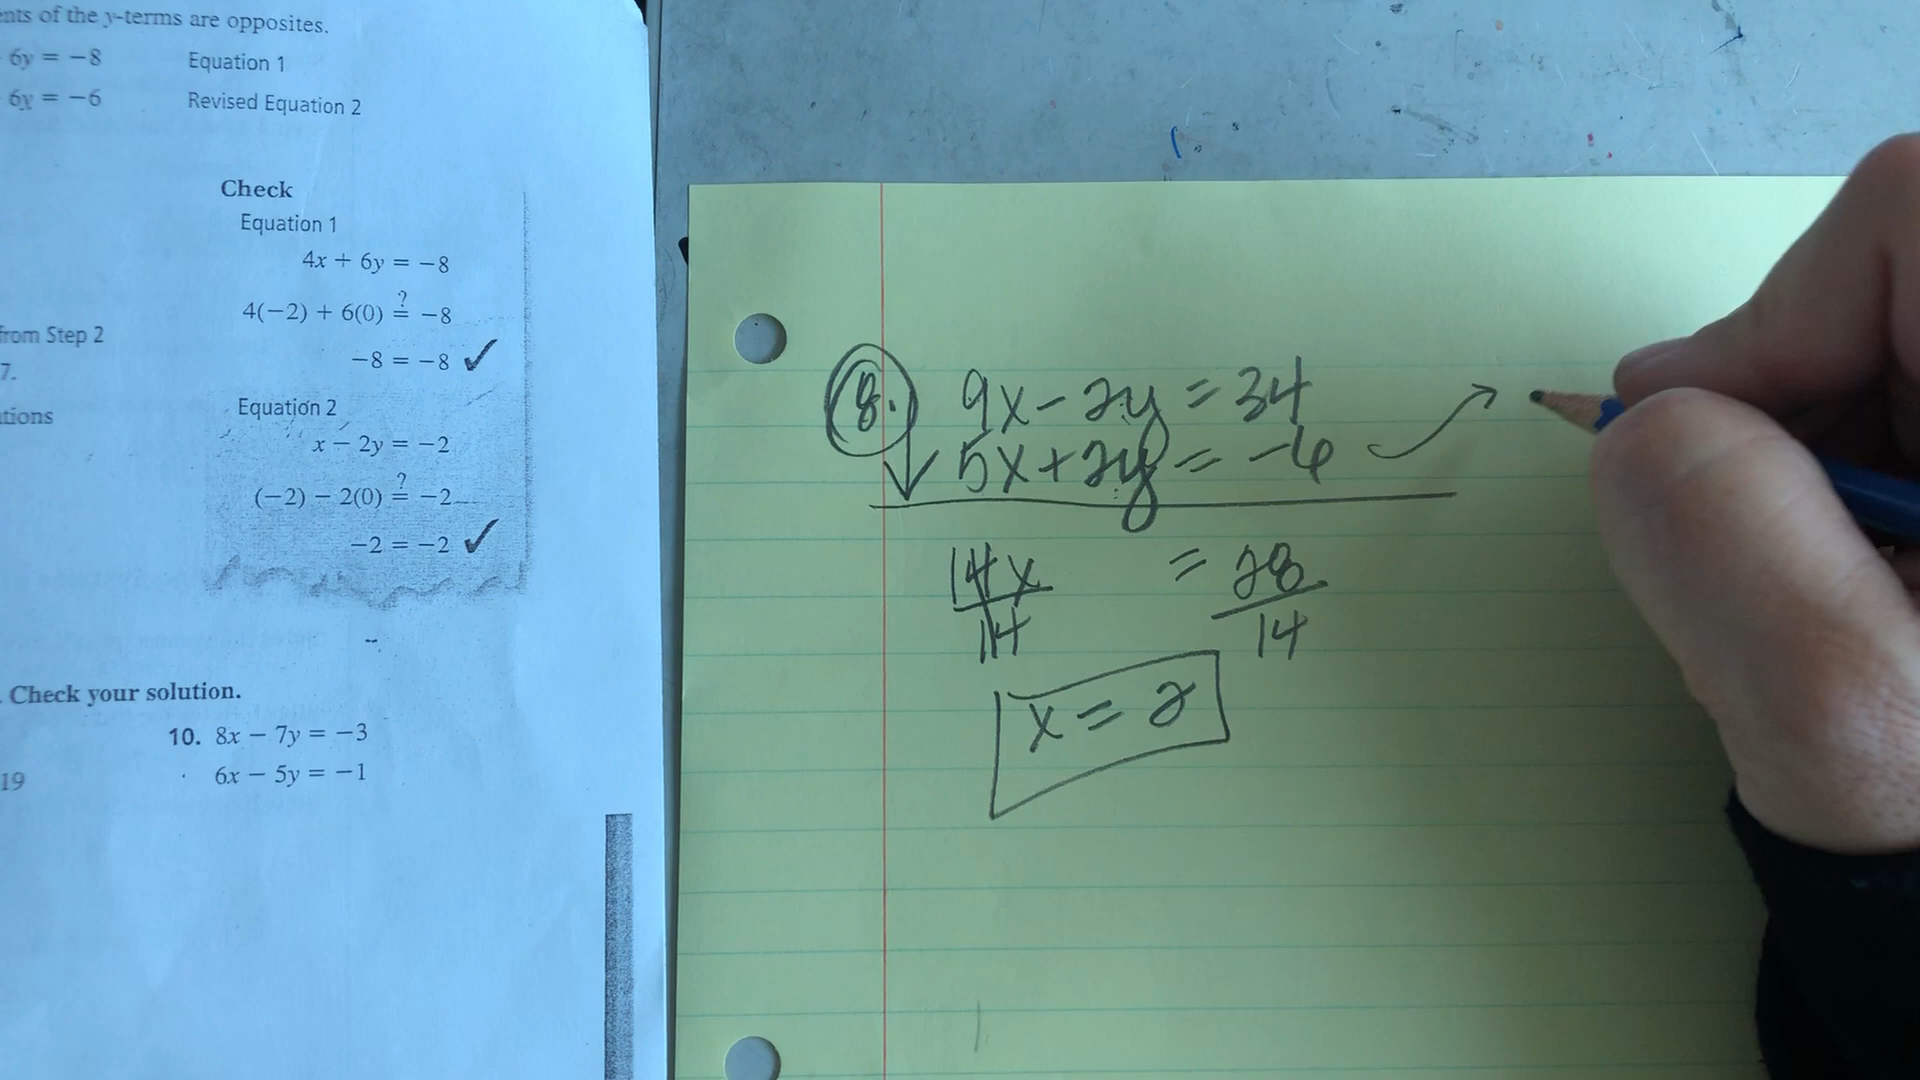 ents of the y-terms are opposites.
6y = −8 Equation 1
6y = −6 Revised Equation 2
Check
Equation 1
4x + 6y = −8
4(−2) + 6(0) ≟ −8
from Step 2
−8 = −8 ✓
7.
Equation 2
tions
x − 2y = −2
(−2) − 2(0) ≟ −2
−2 = −2 ✓
. Check your solution.
10. 8x − 7y = −3
19 6x − 5y = −1
8. 9x - 2y = 34
5x + 2y = -6
14x = 28
14 14
x = 2